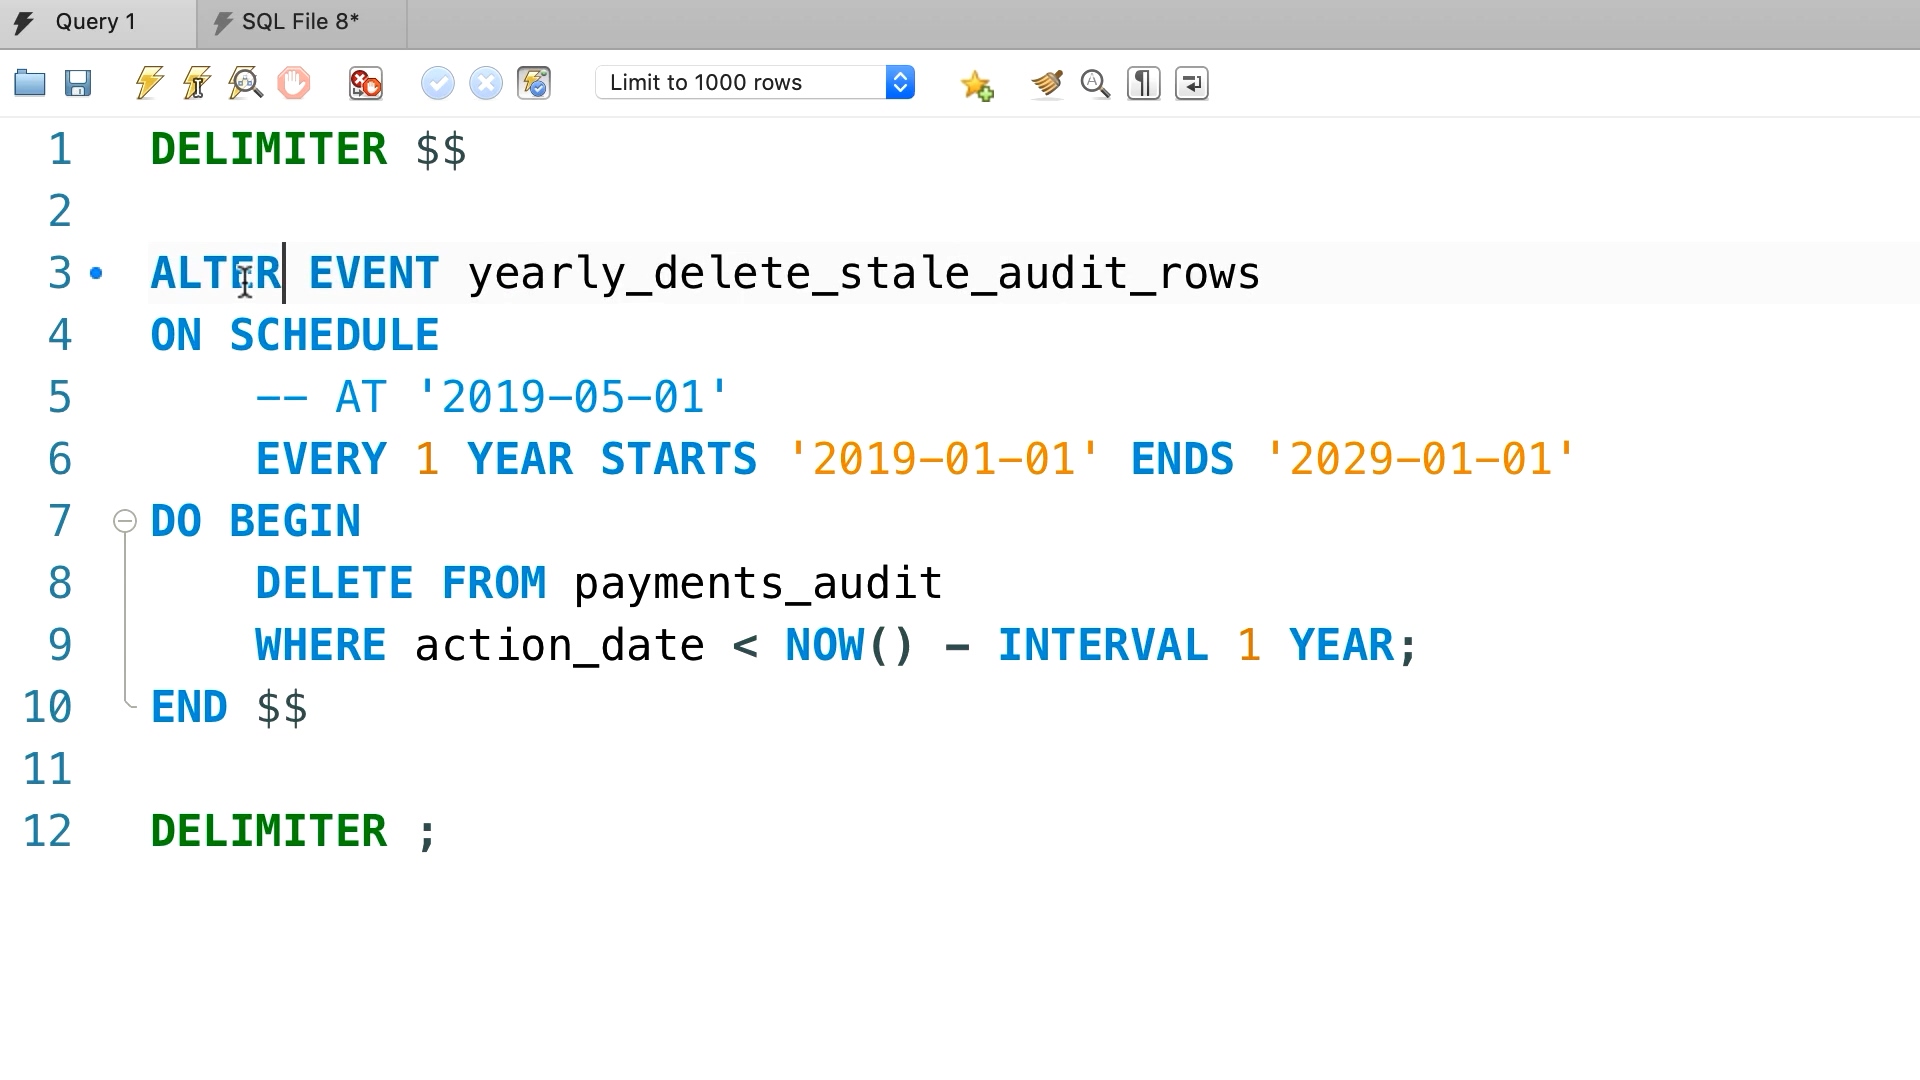 Query 1
SQL File 8*
Limit to 1000 rows
1 DELIMITER $$
2
3 ALTER EVENT yearly_delete_stale_audit_rows
4 ON SCHEDULE
5 -- AT '2019-05-01'
6 EVERY 1 YEAR STARTS '2019-01-01' ENDS '2029-01-01'
7 DO BEGIN
8 DELETE FROM payments_audit
9 WHERE action_date < NOW() - INTERVAL 1 YEAR;
10 END $$
11
12 DELIMITER ;